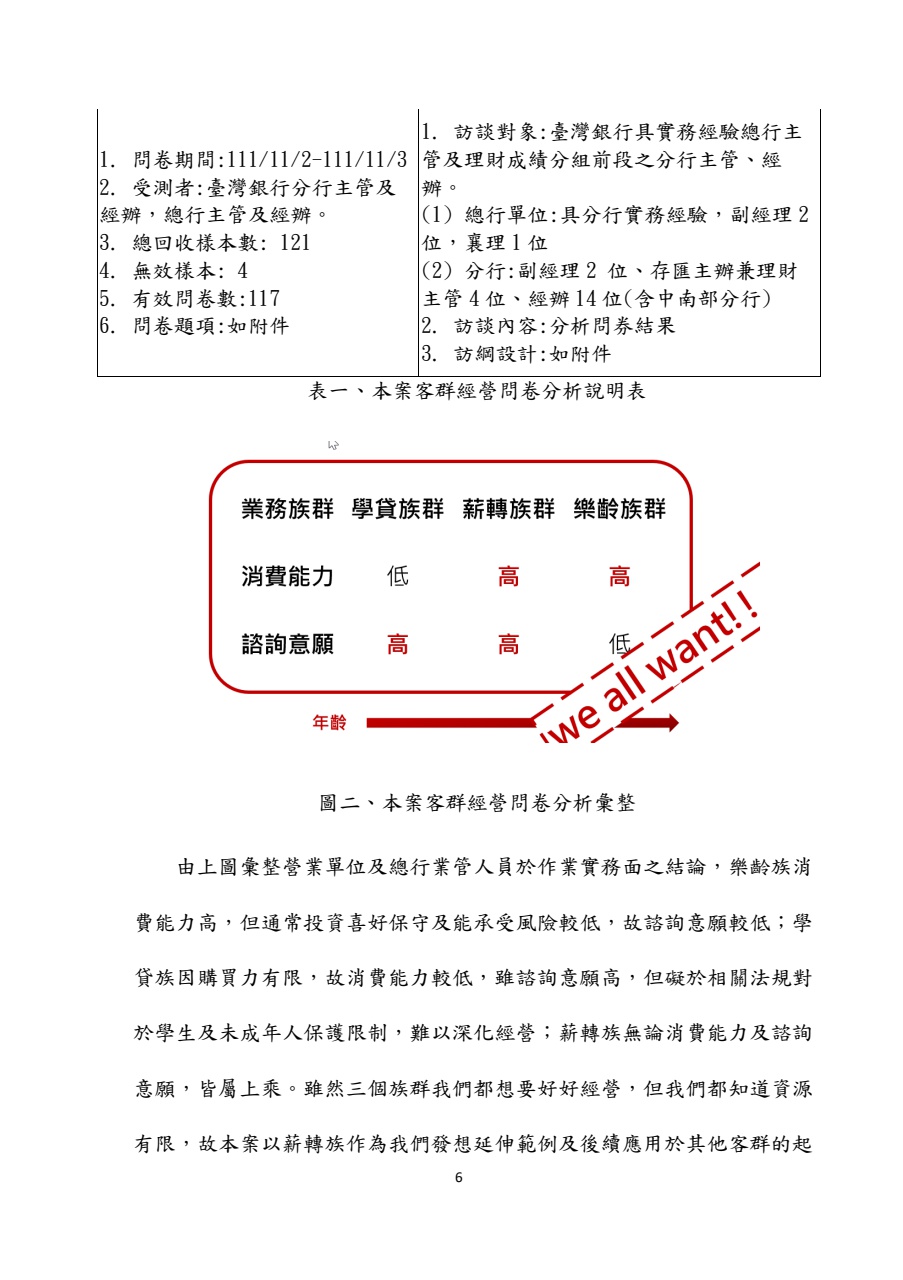 1. 問卷期間:111/11/2-111/11/3
2. 受測者:臺灣銀行分行主管及
經辦，總行主管及經辦。
3. 總回收樣本數: 121
4. 無效樣本: 4
5. 有效問卷數:117
6. 問卷題項:如附件
1. 訪談對象:臺灣銀行具實務經驗總行主
管及理財成績分組前段之分行主管、經
辦。
(1) 總行單位:具分行實務經驗，副經理 2
位，襄理 1 位
(2) 分行:副經理 2 位、存匯主辦兼理財
主管 4 位、經辦 14 位(含中南部分行)
2. 訪談內容:分析問券結果
3. 訪綱設計:如附件
表一、本案客群經營問卷分析說明表
業務族群 學貸族群 薪轉族群 樂齡族群
消費能力 低 高 高
諮詢意願 高 高 低
we all want!!
年齡
圖二、本案客群經營問卷分析彙整
由上圖彙整營業單位及總行業管人員於作業實務面之結論，樂齡族消
費能力高，但通常投資喜好保守及能承受風險較低，故諮詢意願較低；學
貸族因購買力有限，故消費能力較低，雖諮詢意願高，但礙於相關法規對
於學生及未成年人保護限制，難以深化經營；薪轉族無論消費能力及諮詢
意願，皆屬上乘。雖然三個族群我們都想要好好經營，但我們都知道資源
有限，故本案以薪轉族作為我們發想延伸範例及後續應用於其他客群的起
6